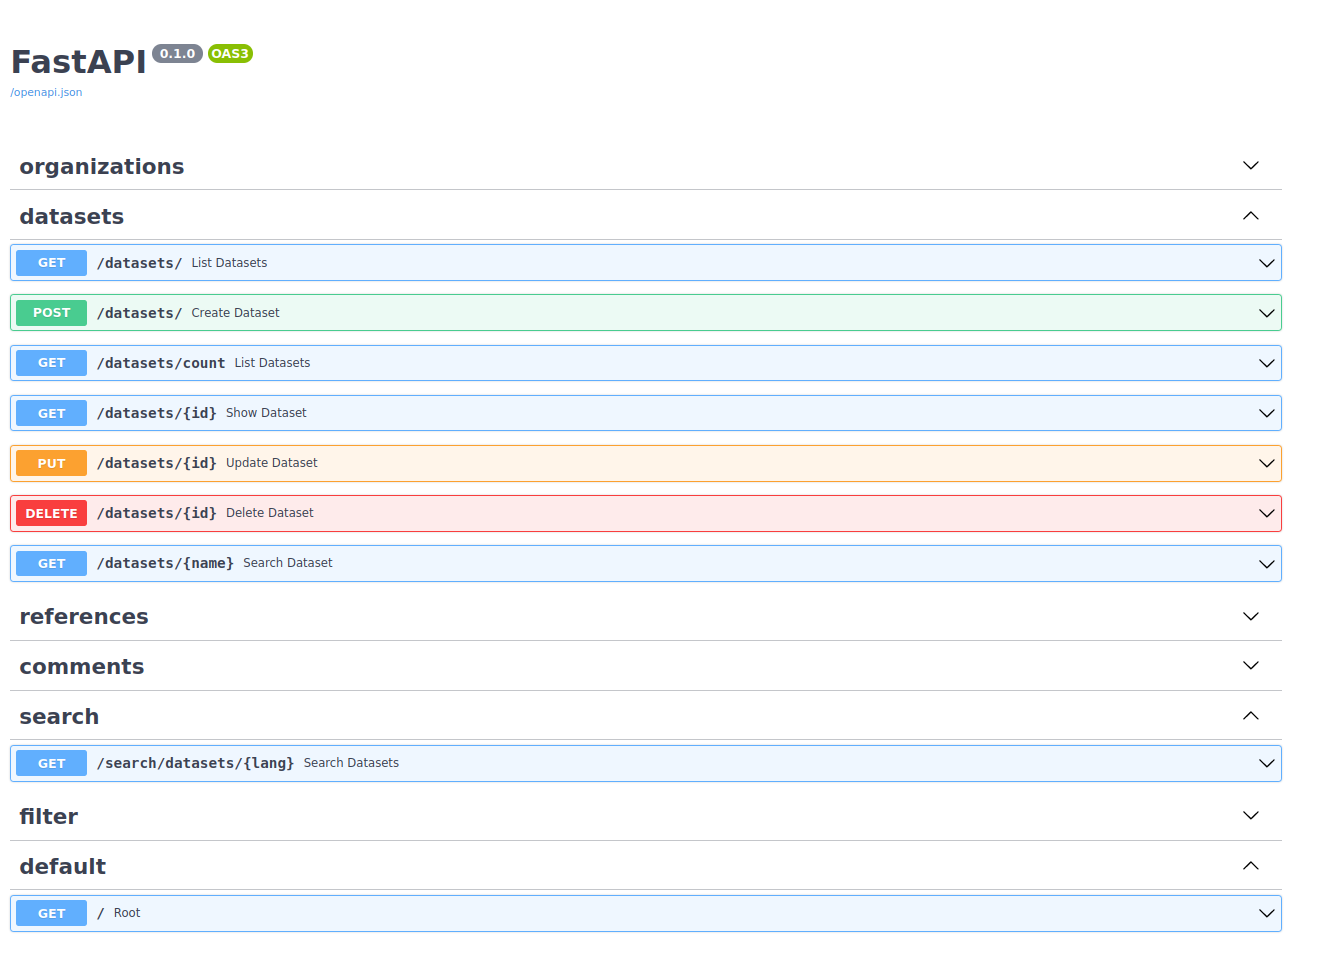 FastAPI 0.1.0 OAS3
/openapi.json
organizations
datasets
GET /datasets/ List Datasets
POST /datasets/ Create Dataset
GET /datasets/count List Datasets
GET /datasets/{id} Show Dataset
PUT /datasets/{id} Update Dataset
DELETE /datasets/{id} Delete Dataset
GET /datasets/{name} Search Dataset
references
comments
search
GET /search/datasets/{lang} Search Datasets
filter
default
GET / Root